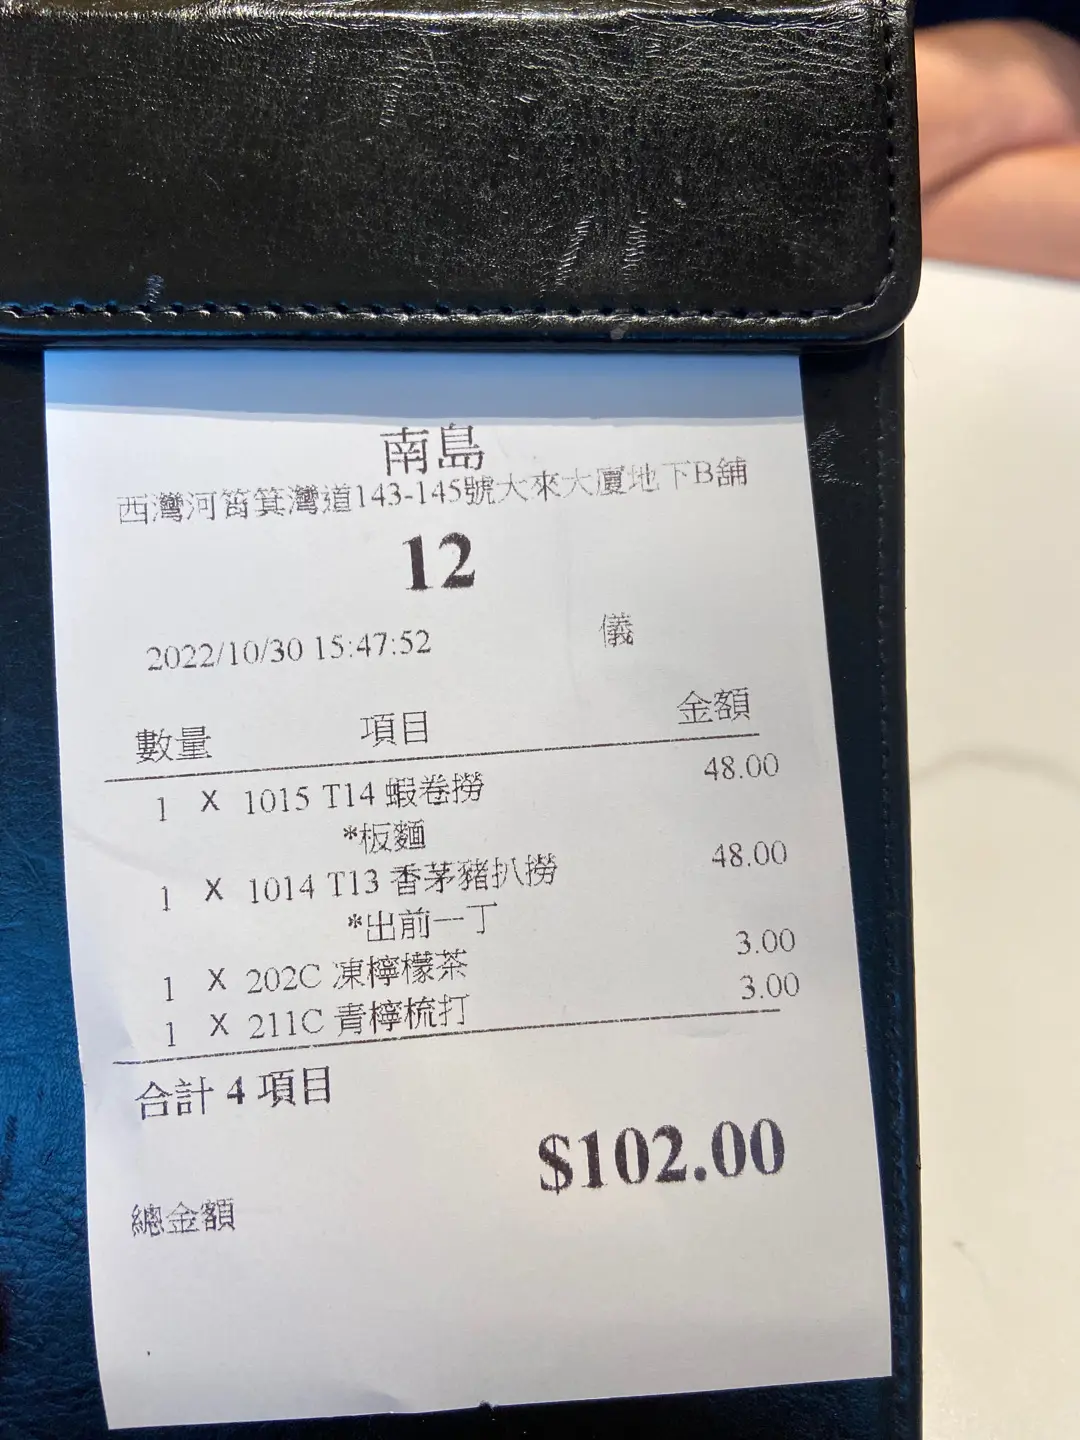 南島
西灣河筲箕灣道143-145號大來大廈地下B舖
12
2022/10/30 15:47:52 儀
數量 項目 金額
1 X 1015 T14 蝦卷撈 48.00
*板麵
1 X 1014 T13 香茅豬扒撈 48.00
*出前一丁
1 X 202C 凍檸檬茶 3.00
1 X 211C 青檸梳打 3.00
合計 4 項目
$102.00
總金額